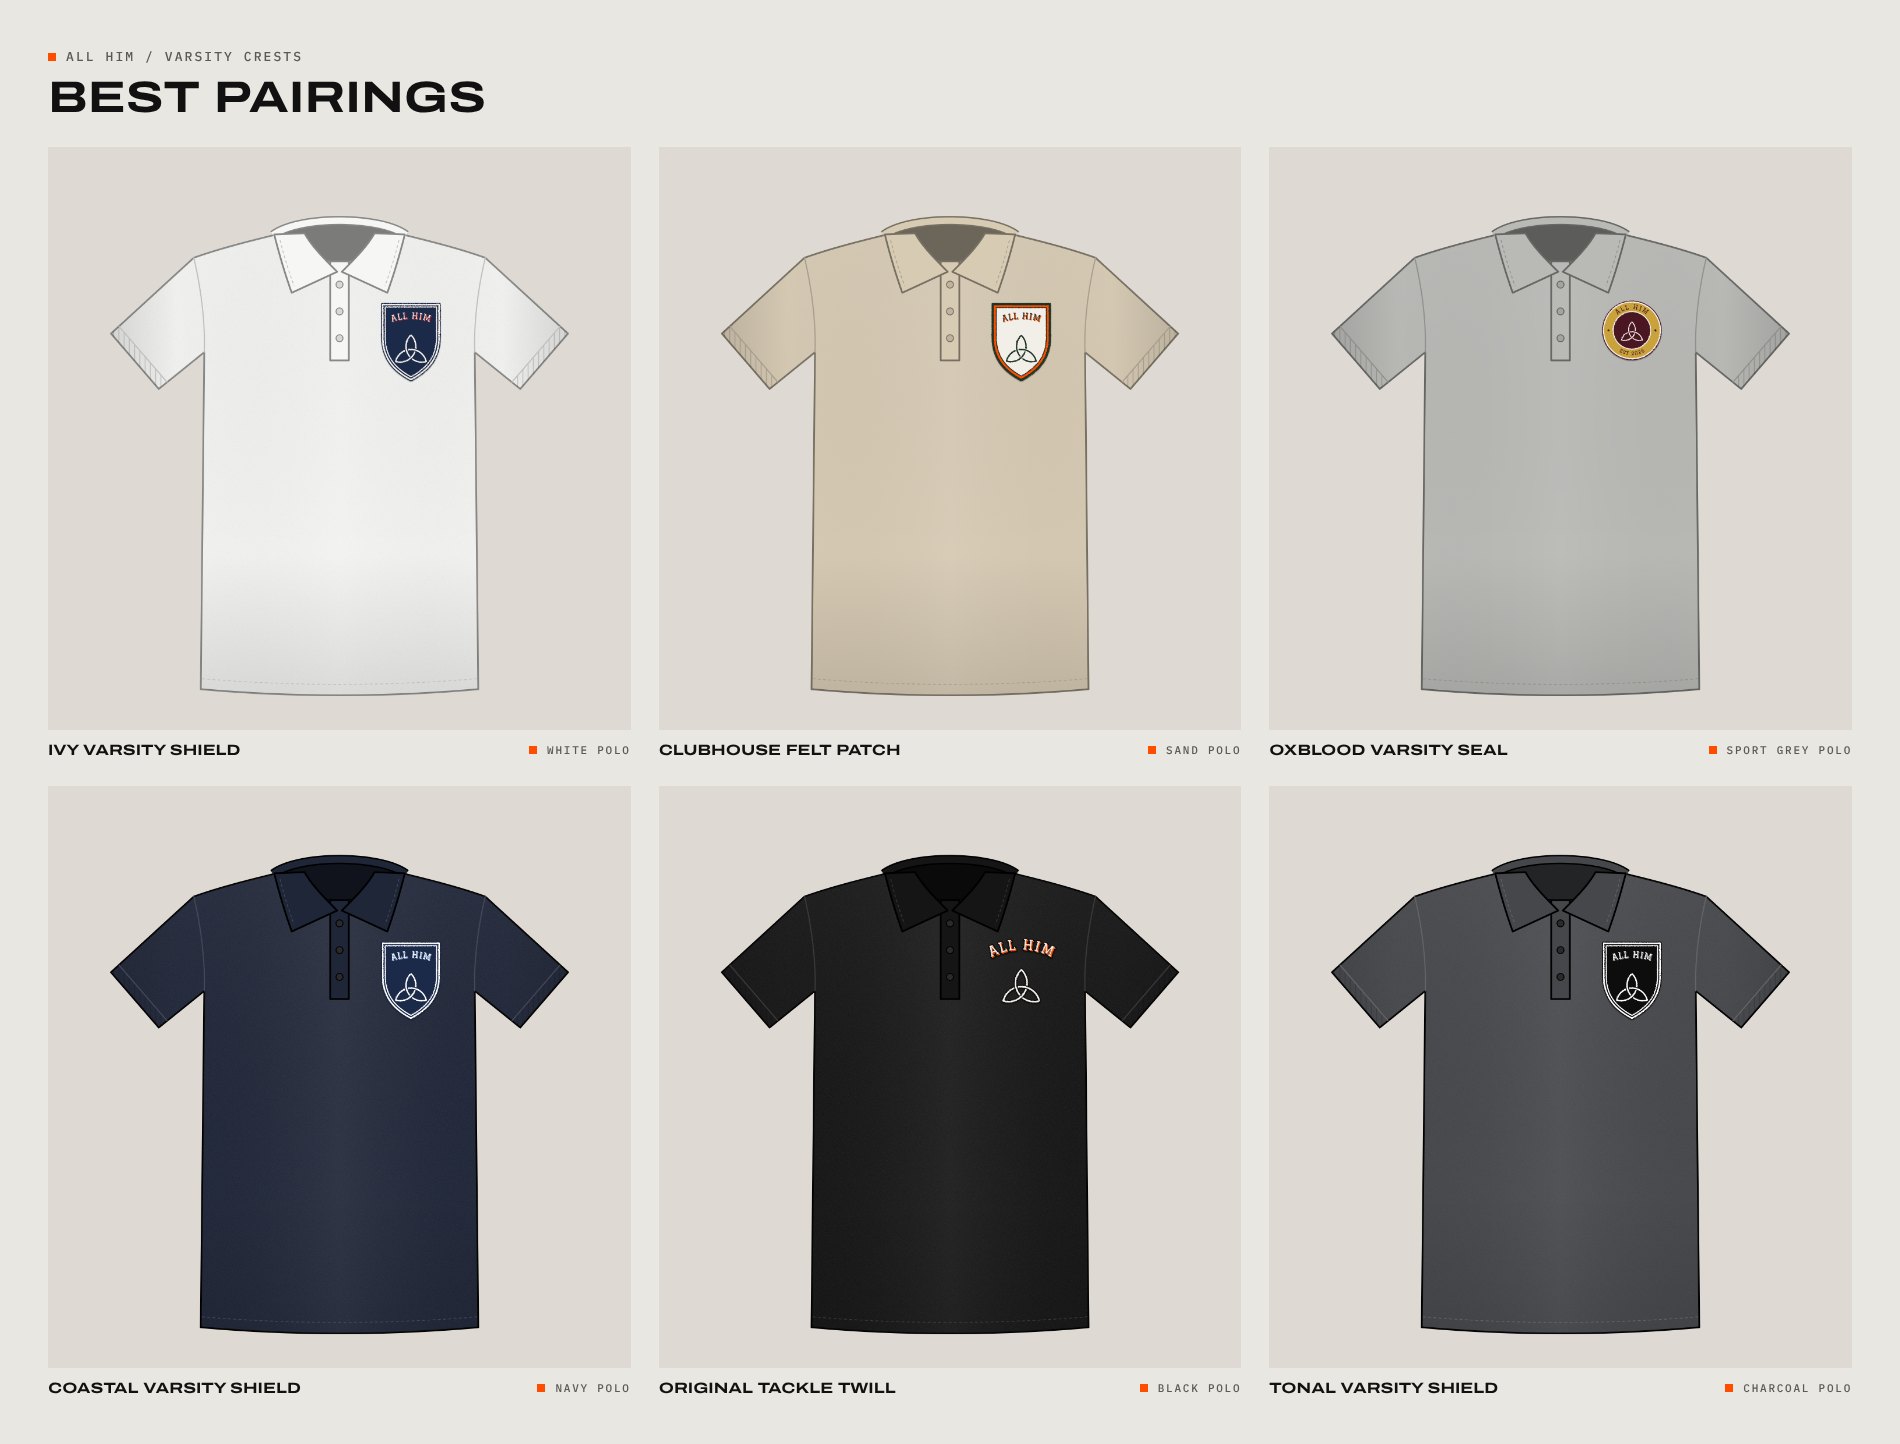 ALL HIM / VARSITY CRESTS
BEST PAIRINGS
ALL HIM
ALL HIM
ALL HIM
EST 2025
IVY VARSITY SHIELD
WHITE POLO
CLUBHOUSE FELT PATCH
SAND POLO
OXBLOOD VARSITY SEAL
SPORT GREY POLO
ALL HIM
ALL HIM
ALL HIM
COASTAL VARSITY SHIELD
NAVY POLO
ORIGINAL TACKLE TWILL
BLACK POLO
TONAL VARSITY SHIELD
CHARCOAL POLO